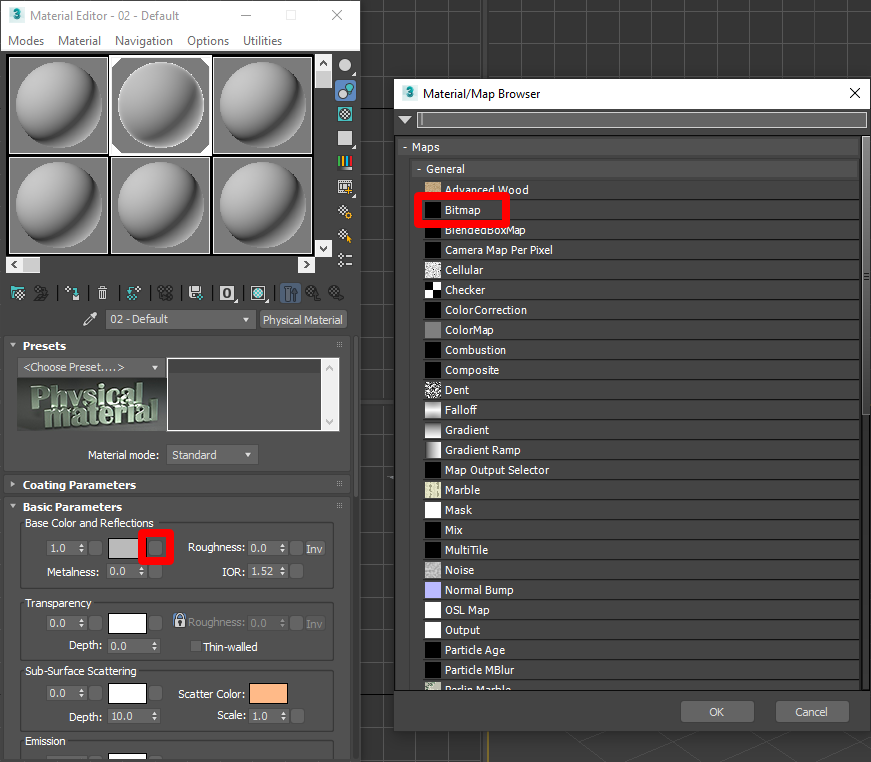 Material Editor - 02 - Default
Modes Material Navigation Options Utilities
02 - Default Physical Material
Presets
<Choose Preset....>
Physical material
Material mode: Standard
Coating Parameters
Basic Parameters
Base Color and Reflections
1.0 Roughness: 0.0 Inv
Metalness: 0.0 IOR: 1.52
Transparency
0.0 Roughness: 0.0 Inv
Depth: 0.0 Thin-walled
Sub-Surface Scattering
0.0 Scatter Color:
Depth: 10.0 Scale: 1.0
Emission
Material/Map Browser
- Maps
- General
Advanced Wood
Bitmap
BlendedBoxMap
Camera Map Per Pixel
Cellular
Checker
ColorCorrection
ColorMap
Combustion
Composite
Dent
Falloff
Gradient
Gradient Ramp
Map Output Selector
Marble
Mask
Mix
MultiTile
Noise
Normal Bump
OSL Map
Output
Particle Age
Particle MBlur
Perlin Marble
OK Cancel